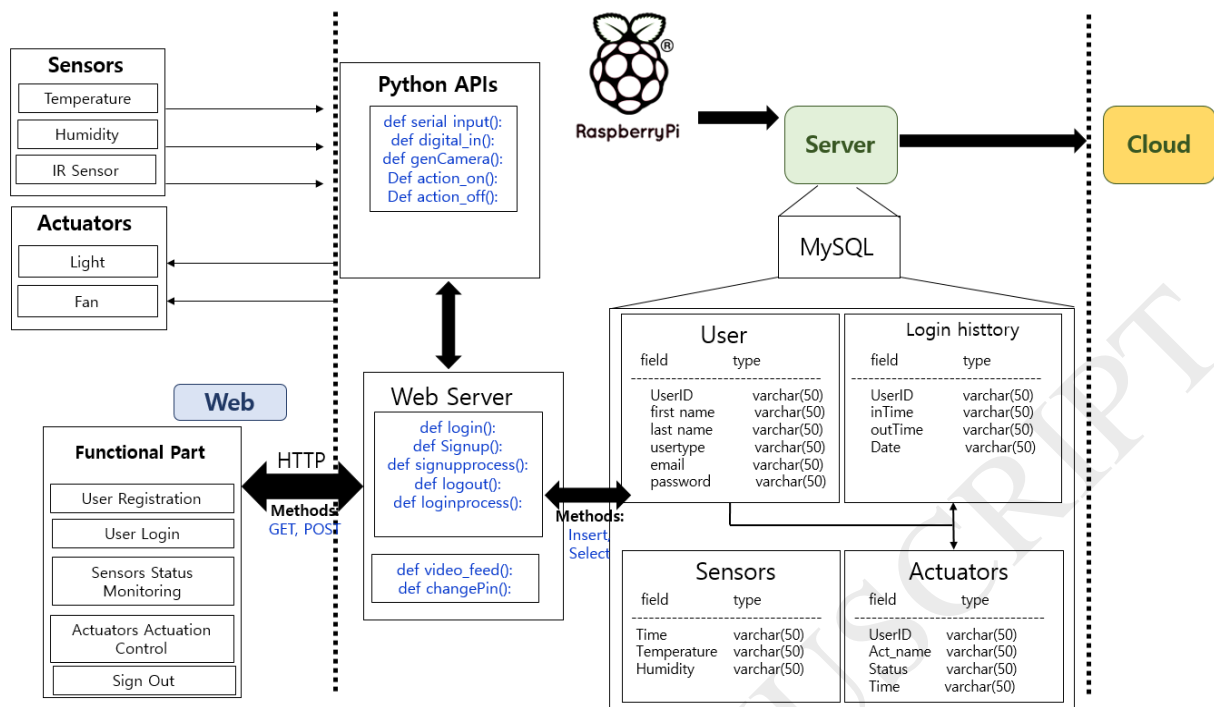 Sensors
Temperature
Humidity
IR Sensor
Actuators
Light
Fan
Python APIs
def serial input():
def digital_in():
def genCamera():
Def action_on():
Def action_off():
®
RaspberryPi
Server
Cloud
MySQL
Web
Functional Part
User Registration
User Login
Sensors Status
Monitoring
Actuators Actuation
Control
Sign Out
HTTP
Methods:
GET, POST
Web Server
def login():
def Signup():
def signupprocess():
def logout():
def loginprocess():
def video_feed():
def changePin():
Methods:
Insert,
Select
User
field type
UserID varchar(50)
first name varchar(50)
last name varchar(50)
usertype varchar(50)
email varchar(50)
password varchar(50)
Login histtory
field type
UserID varchar(50)
inTime varchar(50)
outTime varchar(50)
Date varchar(50)
Sensors
field type
Time varchar(50)
Temperature varchar(50)
Humidity varchar(50)
Actuators
field type
UserID varchar(50)
Act_name varchar(50)
Status varchar(50)
Time varchar(50)